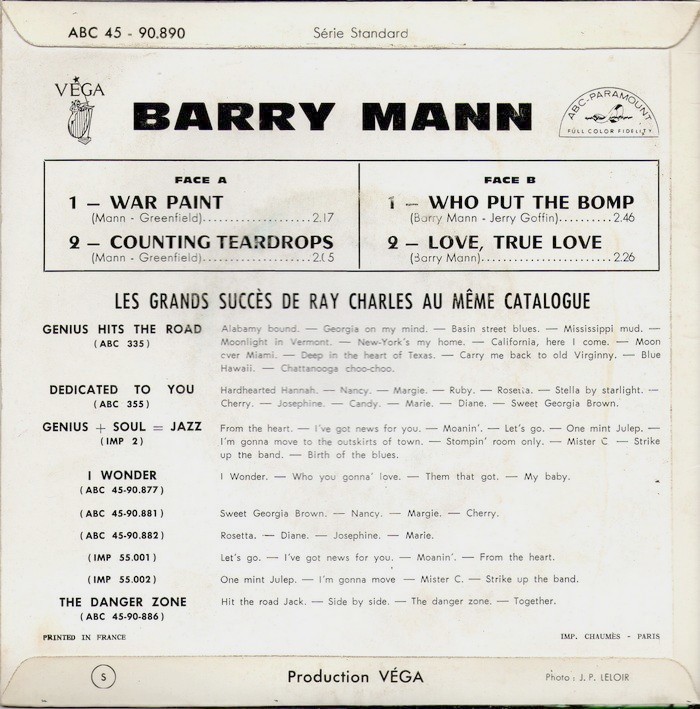 ABC 45 - 90.890 Série Standard
VÉGA
BARRY MANN
ABC-PARAMOUNT
FULL COLOR FIDELITY
FACE A
1 – WAR PAINT
(Mann - Greenfield)....................2.17
2 – COUNTING TEARDROPS
(Mann - Greenfield)....................2.05
FACE B
1 – WHO PUT THE BOMP
(Barry Mann - Jerry Goffin)..........2.46
2 – LOVE, TRUE LOVE
(Barry Mann)........................2.26
LES GRANDS SUCCÈS DE RAY CHARLES AU MÊME CATALOGUE
GENIUS HITS THE ROAD
(ABC 335)
Alabamy bound. — Georgia on my mind. — Basin street blues. — Mississippi mud. —
Moonlight in Vermont. — New-York's my home. — California, here I come. — Moon
over Miami. — Deep in the heart of Texas. — Carry me back to old Virginny. — Blue
Hawaii. — Chattanooga choo-choo.
DEDICATED TO YOU
(ABC 355)
Hardhearted Hannah. — Nancy. — Margie. — Ruby. — Rosetta. — Stella by starlight. —
Cherry. — Josephine. — Candy. — Marie. — Diane. — Sweet Georgia Brown.
GENIUS + SOUL = JAZZ
(IMP 2)
From the heart. — I've got news for you. — Moanin'. — Let's go. — One mint Julep. —
I'm gonna move to the outskirts of town. — Stompin' room only. — Mister C — Strike
up the band. — Birth of the blues.
I WONDER
(ABC 45-90.877)
I Wonder. — Who you gonna' love. — Them that got. — My baby.
(ABC 45-90.881)
Sweet Georgia Brown. — Nancy. — Margie. — Cherry.
(ABC 45-90.882)
Rosetta. — Diane. — Josephine. — Marie.
(IMP 55.001)
Let's go. — I've got news for you. — Moanin'. — From the heart.
(IMP 55.002)
One mint Julep. — I'm gonna move — Mister C. — Strike up the band.
THE DANGER ZONE
(ABC 45-90-886)
Hit the road Jack. — Side by side. — The danger zone. — Together.
PRINTED IN FRANCE IMP. CHAUMÈS - PARIS
S Production VÉGA Photo : J. P. LELOIR